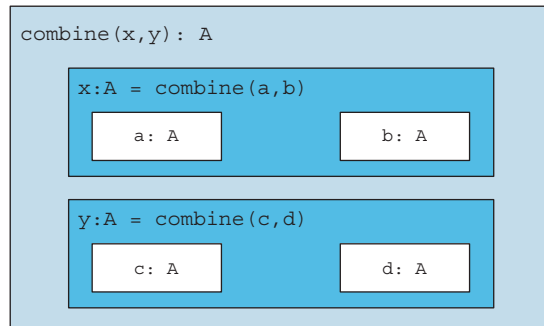 combine(x,y): A
x:A = combine(a,b)
a: A
b: A
y:A = combine(c,d)
c: A
d: A